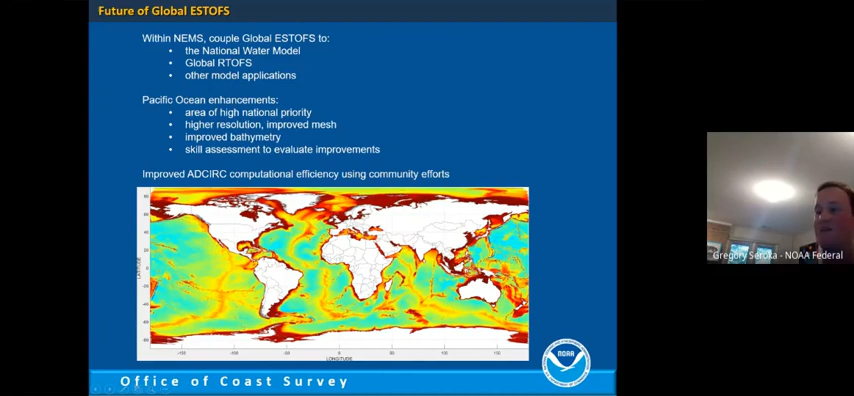 Future of Global ESTOFS
Within NEMS, couple Global ESTOFS to:
• the National Water Model
• Global RTOFS
• other model applications
Pacific Ocean enhancements:
• area of high national priority
• higher resolution, improved mesh
• improved bathymetry
• skill assessment to evaluate improvements
Improved ADCIRC computational efficiency using community efforts
LONGITUDE
NOAA
Office of Coast Survey
Gregory Seroka - NOAA Federal